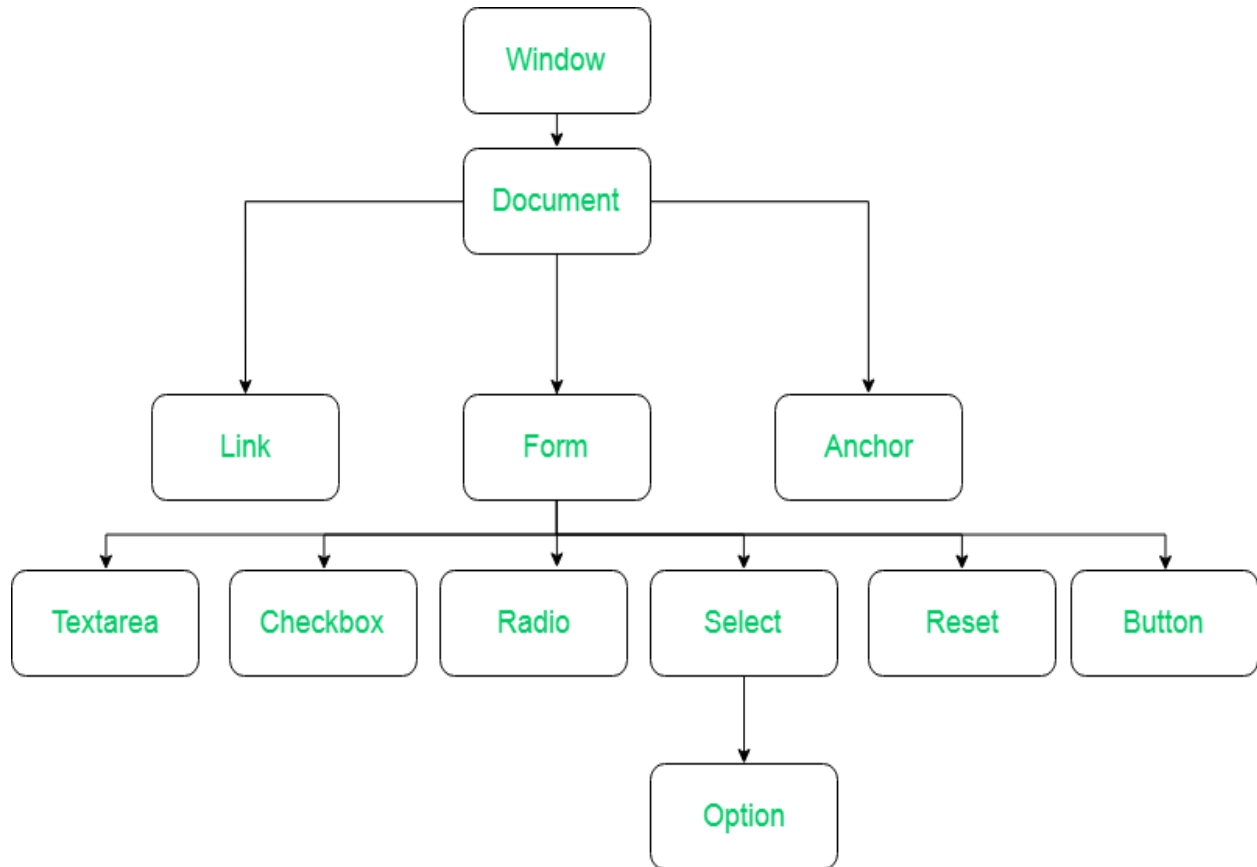 Window
Document
Link
Form
Anchor
Textarea
Checkbox
Radio
Select
Reset
Button
Option